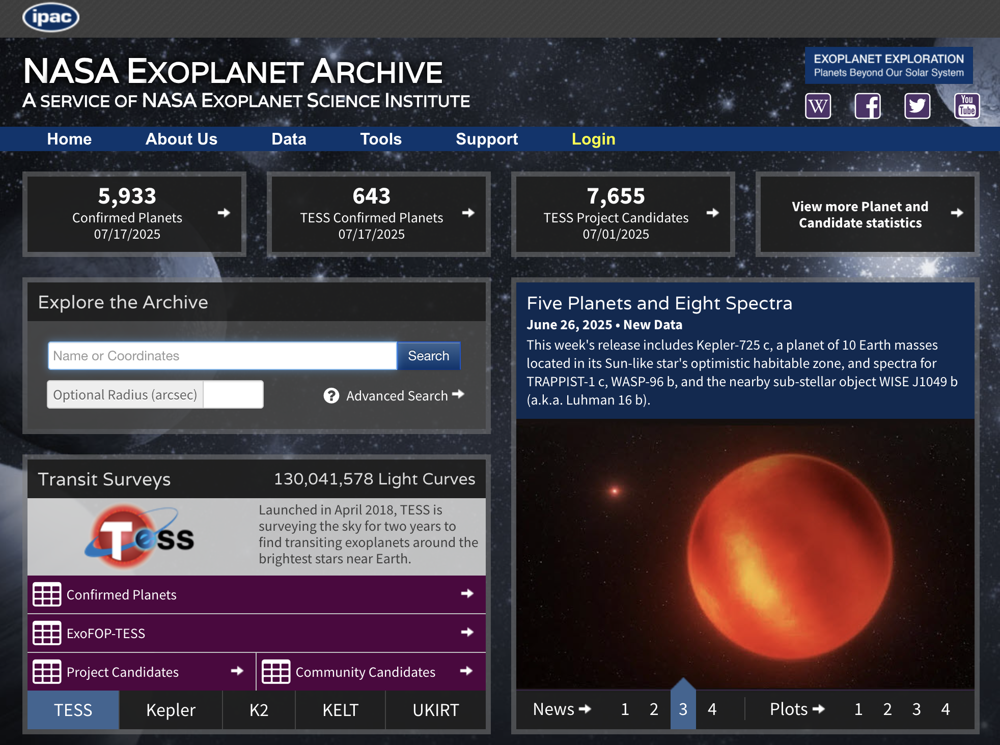 ipac
NASA EXOPLANET ARCHIVE
A SERVICE OF NASA EXOPLANET SCIENCE INSTITUTE
EXOPLANET EXPLORATION
Planets Beyond Our Solar System
W
f
You
Tube
Home About Us Data Tools Support Login
5,933
Confirmed Planets
07/17/2025
643
TESS Confirmed Planets
07/17/2025
7,655
TESS Project Candidates
07/01/2025
View more Planet and
Candidate statistics
Explore the Archive
Name or Coordinates Search
Optional Radius (arcsec) ? Advanced Search
Transit Surveys 130,041,578 Light Curves
Tess
Launched in April 2018, TESS is
surveying the sky for two years to
find transiting exoplanets around the
brightest stars near Earth.
Confirmed Planets
ExoFOP-TESS
Project Candidates Community Candidates
TESS Kepler K2 KELT UKIRT
Five Planets and Eight Spectra
June 26, 2025 • New Data
This week's release includes Kepler-725 c, a planet of 10 Earth masses
located in its Sun-like star's optimistic habitable zone, and spectra for
TRAPPIST-1 c, WASP-96 b, and the nearby sub-stellar object WISE J1049 b
(a.k.a. Luhman 16 b).
News 1 2 3 4 Plots 1 2 3 4